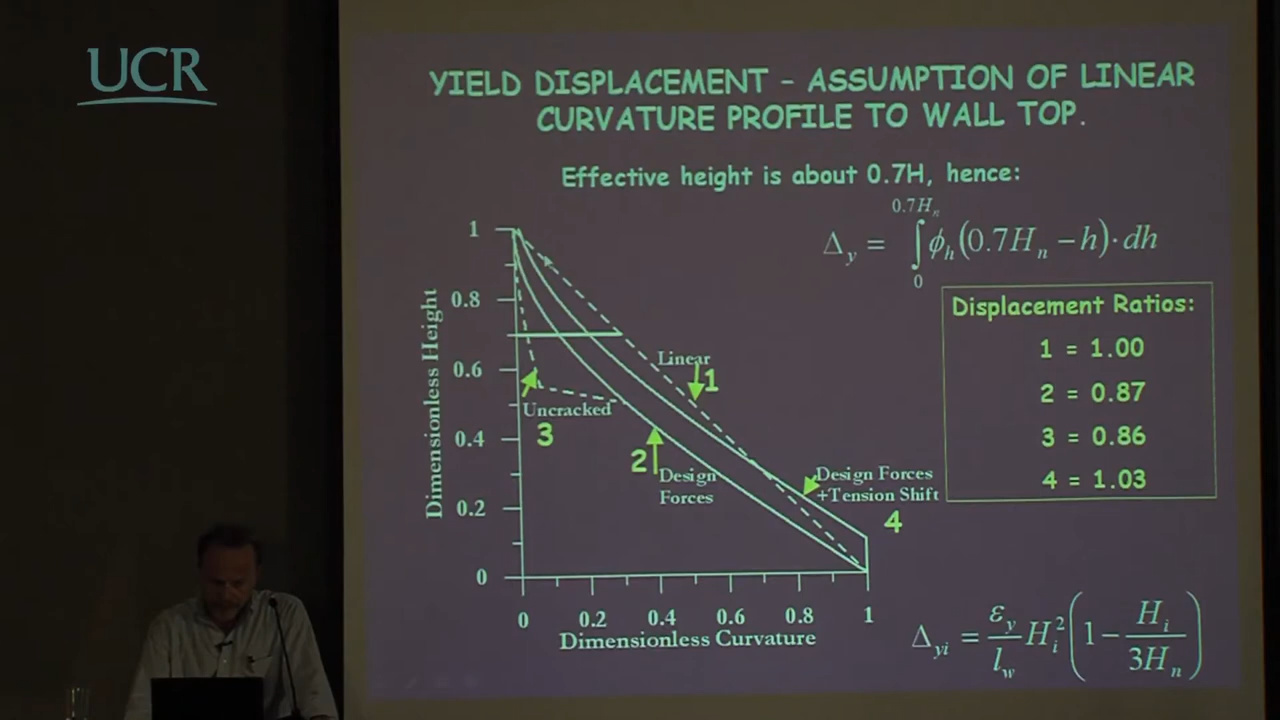 UCR
YIELD DISPLACEMENT – ASSUMPTION OF LINEAR
CURVATURE PROFILE TO WALL TOP.
Effective height is about 0.7H, hence:
Δy = ∫₀^{0.7Hn} ϕh (0.7Hn – h)· dh
Displacement Ratios:
1 = 1.00
2 = 0.87
3 = 0.86
4 = 1.03
Dimensionless Height
1
0.8
0.6
0.4
0.2
0
Linear
1
Uncracked
3
2
Design
Forces
Design Forces
+Tension Shift
4
0 0.2 0.4 0.6 0.8 1
Dimensionless Curvature
Δyi = εy/lw Hi² (1 – Hi/3Hn)